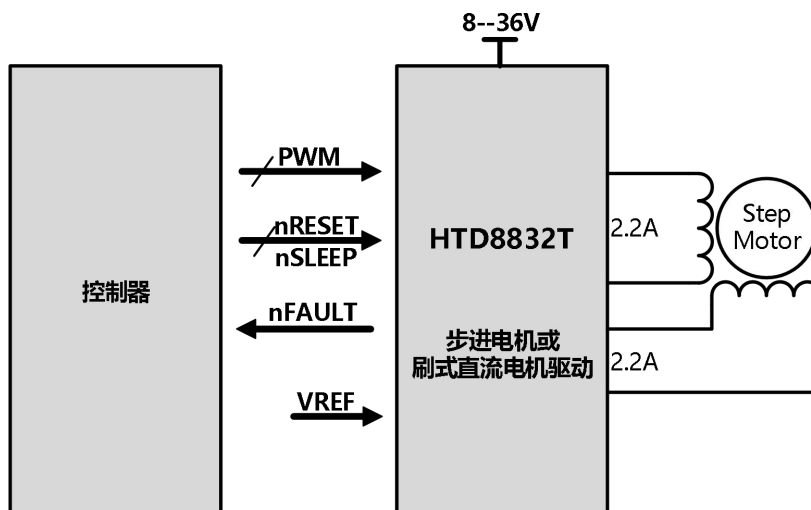 8--36V
控制器
PWM
nRESET
nSLEEP
nFAULT
VREF
HTD8832T
步进电机或
刷式直流电机驱动
2.2A
2.2A
Step
Motor